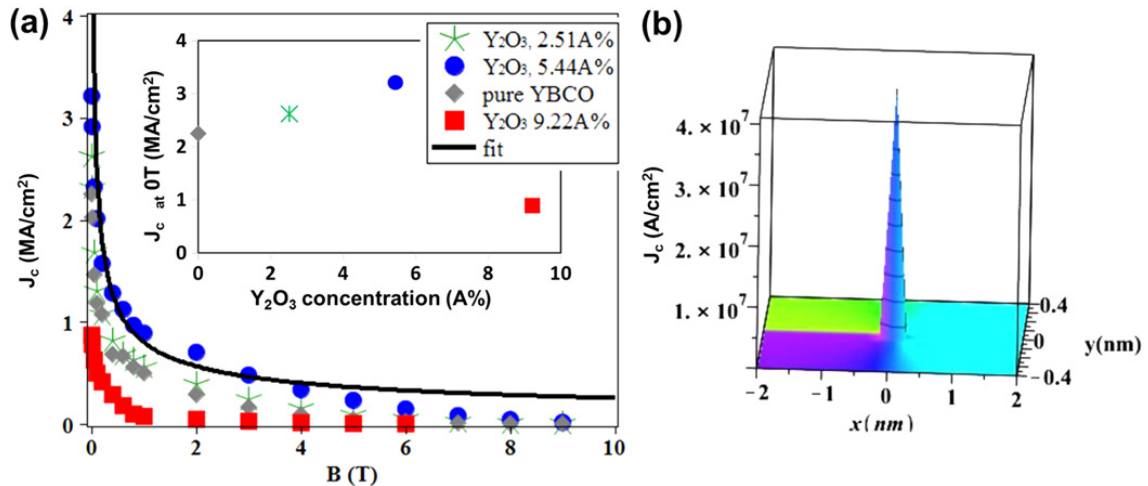 (a)
4
3
2
1
0
J_c (MA/cm²)
0 2 4 6 8 10
B (T)
4
3
2
1
0
J_c at 0T (MA/cm²)
0 2 4 6 8 10
Y₂O₃ concentration (A%)
Y₂O₃, 2.51A%
Y₂O₃, 5.44A%
pure YBCO
Y₂O₃ 9.22A%
fit
(b)
4. × 10⁷
3. × 10⁷
2. × 10⁷
1. × 10⁷
J_c (A/cm²)
-2 -1 0 1 2
x(nm)
0.4
0
-0.4
y(nm)